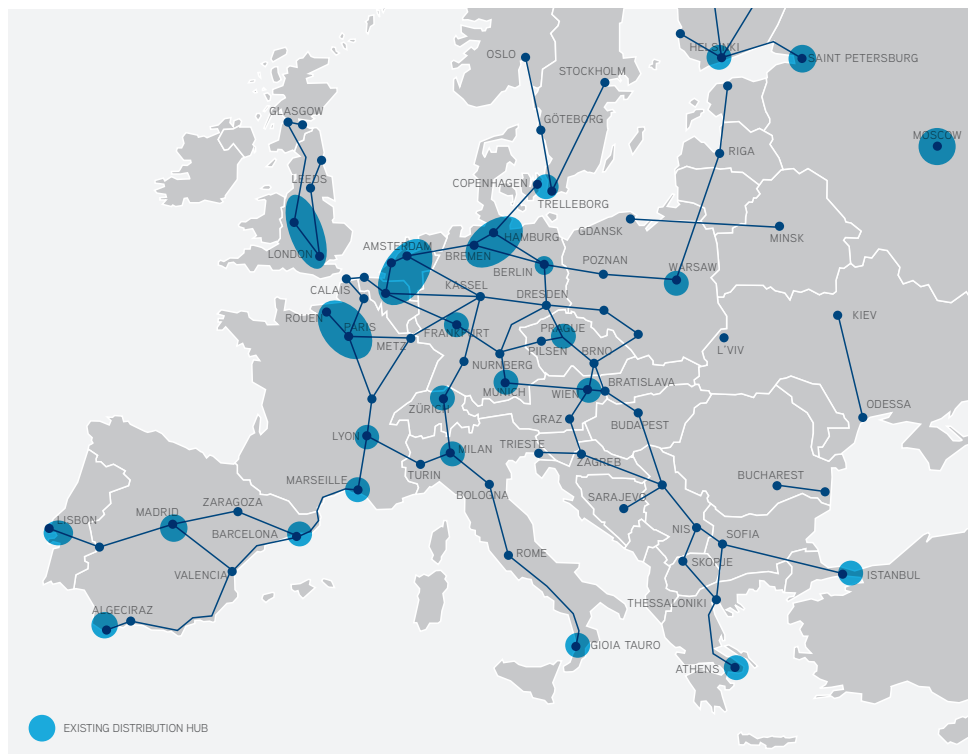 HELSINKI
OSLO
SAINT PETERSBURG
STOCKHOLM
GLASGOW
GÖTEBORG
MOSCOW
RIGA
LEEDS
COPENHAGEN
TRELLEBORG
GDANSK
MINSK
HAMBURG
AMSTERDAM
BREMEN
LONDON
POZNAN
WARSAW
BERLIN
KASSEL
CALAIS
DRESDEN
ROUEN
KIEV
PARIS
FRANKFURT
PRAGUE
METZ
PILSEN
BRNO
L'VIV
NURNBERG
BRATISLAVA
MUNICH
WIEN
ODESSA
ZÜRICH
GRAZ
BUDAPEST
LYON
TRIESTE
MILAN
ZAGREB
TURIN
BUCHAREST
MARSEILLE
BOLOGNA
SARAJEVO
ZARAGOZA
MADRID
LISBON
NIS
SOFIA
BARCELONA
ROME
SKOPJE
VALENCIA
ISTANBUL
THESSALONIKI
ALGECIRAZ
GIOIA TAURO
ATHENS
EXISTING DISTRIBUTION HUB